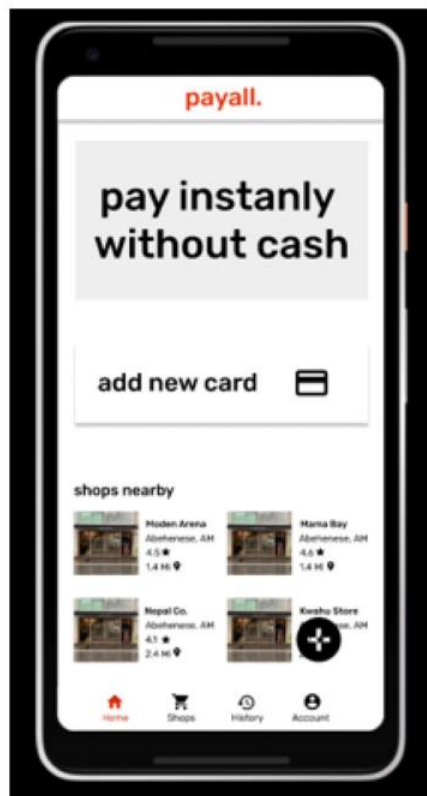 payall.
pay instanly
without cash
add new card
shops nearby
Moden Arena
Abehenese, AM
4.5
1.4 Mi
Mama Bay
Abehenese, AM
4.6
1.4 Mi
Nepal Co.
Abehenese, AM
4.1
2.4 Mi
Kwahu Store
AM
Home
Shops
History
Account